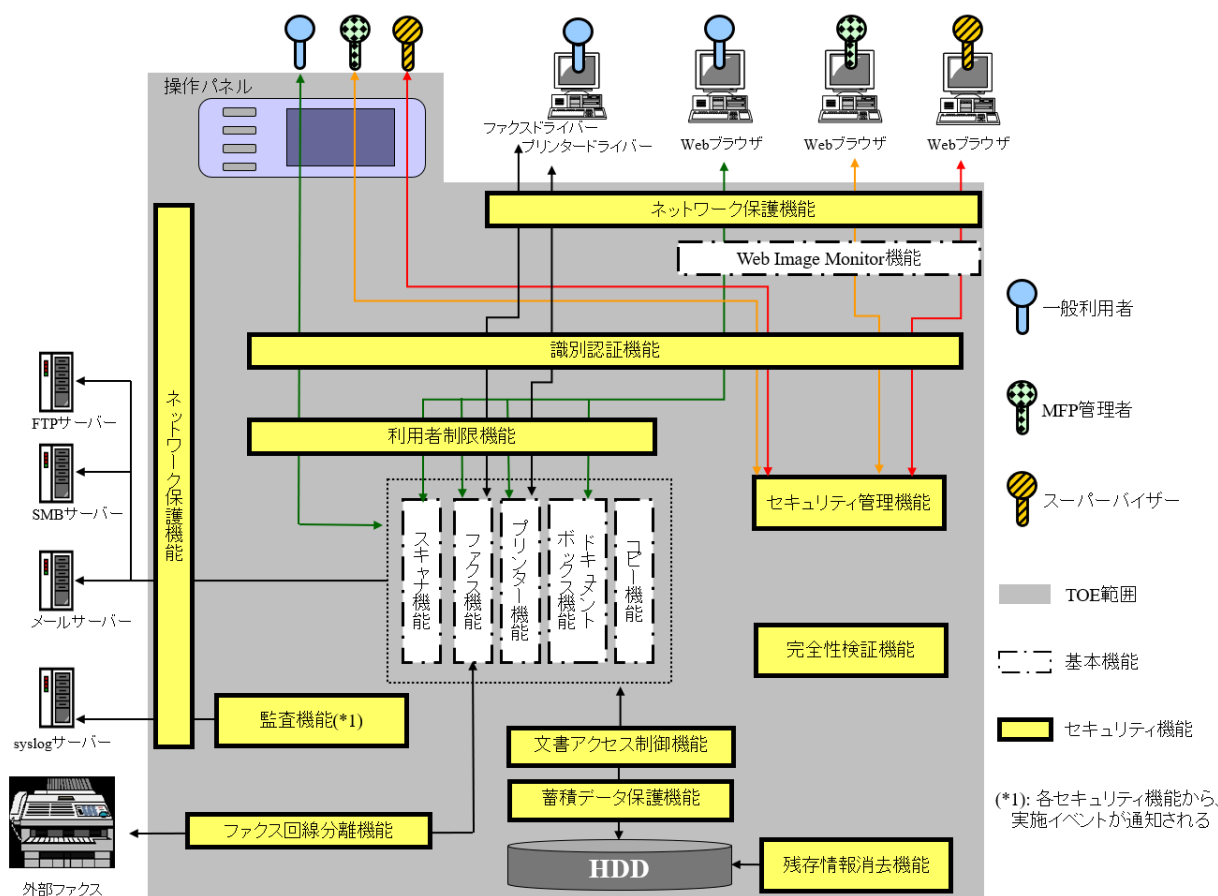 操作パネル
ファクスドライバー
プリンタードライバー
Webブラウザ
Webブラウザ
Webブラウザ
ネットワーク保護機能
Web Image Monitor機能
識別認証機能
利用者制限機能
セキュリティ管理機能
ネットワーク保護機能
FTPサーバー
SMBサーバー
メールサーバー
syslogサーバー
外部ファクス
スキャナ機能
ファクス機能
プリンター機能
ドキュメント
ボックス機能
コピー機能
完全性検証機能
監査機能(*1)
文書アクセス制御機能
蓄積データ保護機能
ファクス回線分離機能
HDD
残存情報消去機能
一般利用者
MFP管理者
スーパーバイザー
TOE範囲
基本機能
セキュリティ機能
(*1): 各セキュリティ機能から、
実施イベントが通知される